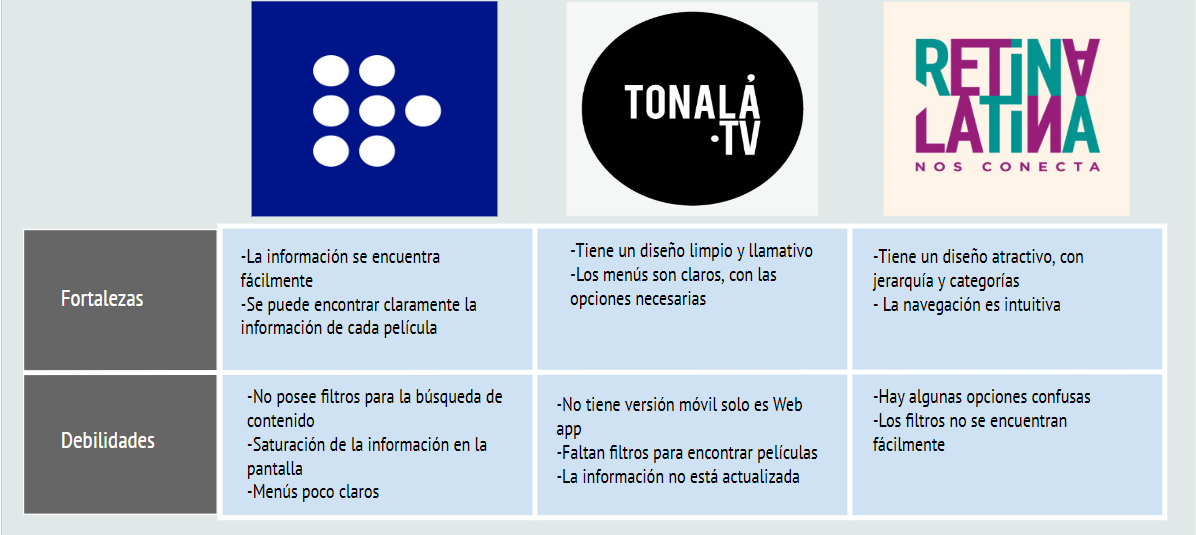 TONALÁ
·TV
RETINA
LATINA
NOS CONECTA
Fortalezas
-La información se encuentra
fácilmente
-Se puede encontrar claramente la
información de cada película
-Tiene un diseño limpio y llamativo
-Los menús son claros, con las
opciones necesarias
-Tiene un diseño atractivo, con
jerarquía y categorías
- La navegación es intuitiva
Debilidades
-No posee filtros para la búsqueda de
contenido
-Saturación de la información en la
pantalla
-Menús poco claros
-No tiene versión móvil solo es Web
app
-Faltan filtros para encontrar películas
-La información no está actualizada
-Hay algunas opciones confusas
-Los filtros no se encuentran
fácilmente